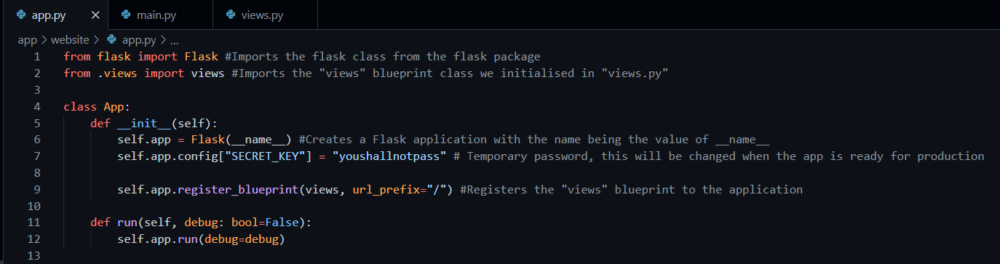 app.py × main.py views.py
app > website > app.py > ...
1 from flask import Flask #Imports the flask class from the flask package
2 from .views import views #Imports the "views" blueprint class we initialised in "views.py"
3
4 class App:
5     def __init__(self):
6         self.app = Flask(__name__) #Creates a Flask application with the name being the value of __name__
7         self.app.config["SECRET_KEY"] = "youshallnotpass" # Temporary password, this will be changed when the app is ready for production
8
9         self.app.register_blueprint(views, url_prefix="/") #Registers the "views" blueprint to the application
10
11     def run(self, debug: bool=False):
12         self.app.run(debug=debug)
13